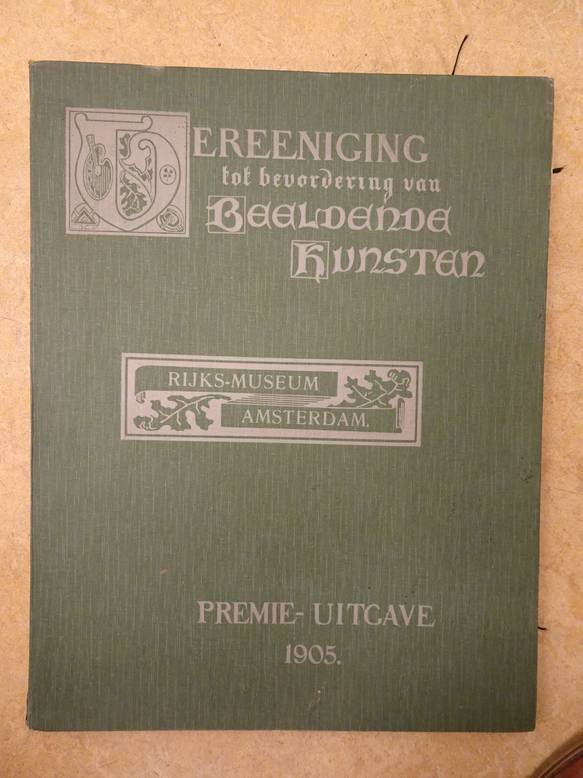 VEREENIGING
tot bevordering van
BEELDENDE
KUNSTEN
RIJKS-MUSEUM
AMSTERDAM.
PREMIE-UITGAVE
1905.